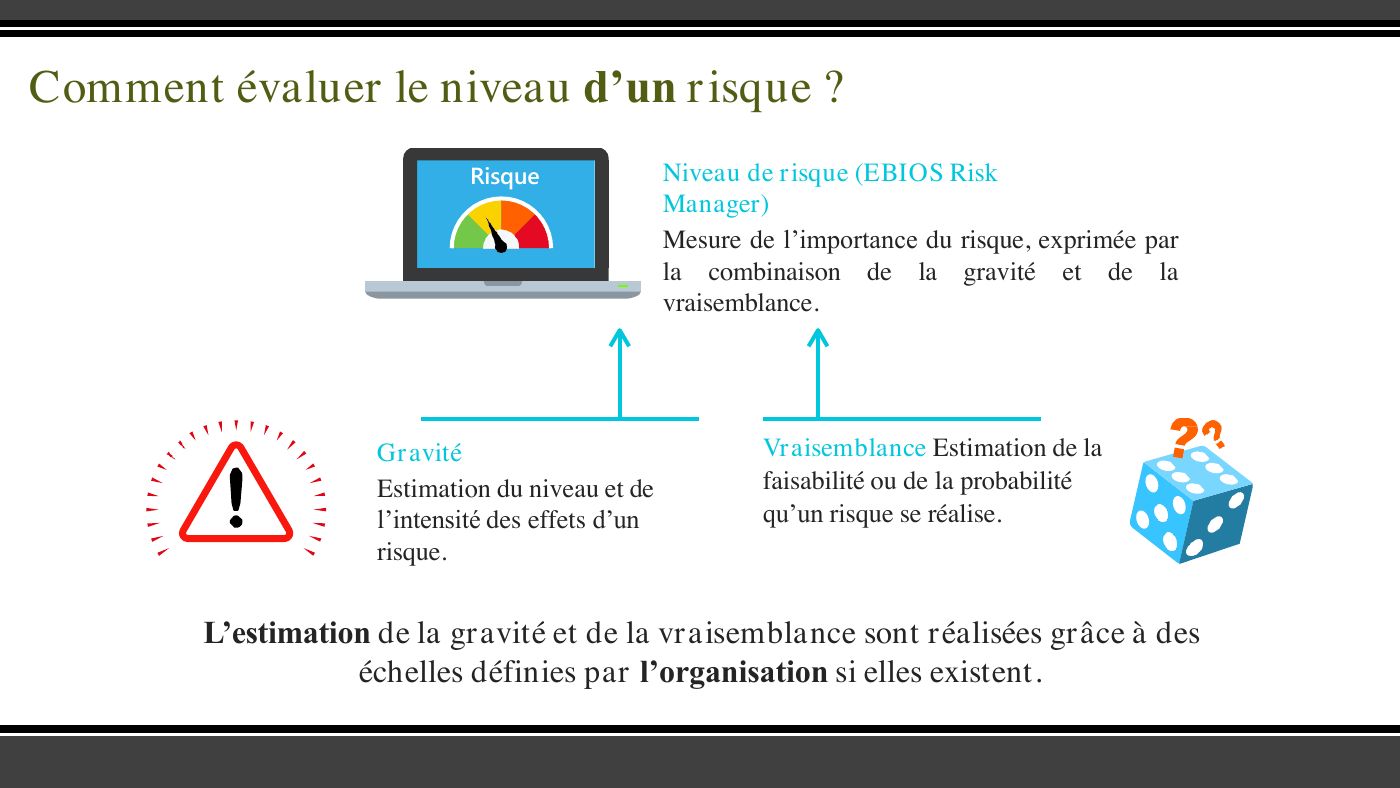 Comment évaluer le niveau d’un risque ?
Risque
Niveau de risque (EBIOS Risk
Manager)
Mesure de l’importance du risque, exprimée par
la combinaison de la gravité et de la
vraisemblance.
Gravité
Estimation du niveau et de
l’intensité des effets d’un
risque.
Vraisemblance Estimation de la
faisabilité ou de la probabilité
qu’un risque se réalise.
??
L’estimation de la gravité et de la vraisemblance sont réalisées grâce à des
échelles définies par l’organisation si elles existent.